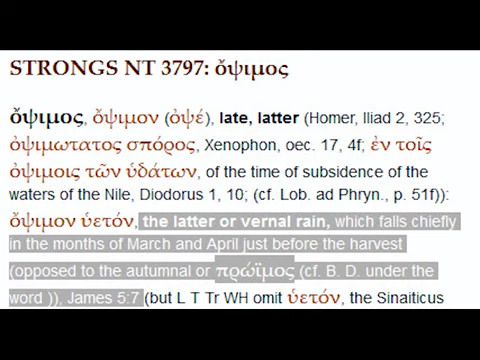 STRONGS NT 3797: ὄψιμος
ὄψιμος, ὄψιμον (ὀψέ), late, latter (Homer, Iliad 2, 325;
ὀψιμωτατος σπόρος, Xenophon, oec. 17, 4f; ἐν τοῖς
ὀψιμοις τῶν ὑδάτων, of the time of subsidence of the
waters of the Nile, Diodorus 1, 10; (cf. Lob. ad Phryn., p. 51f)):
ὄψιμον ὑετόν, the latter or vernal rain, which falls chiefly
in the months of March and April just before the harvest
(opposed to the autumnal or πρώϊμος (cf. B. D. under the
word )), James 5:7 (but L T Tr WH omit ὑετόν, the Sinaiticus